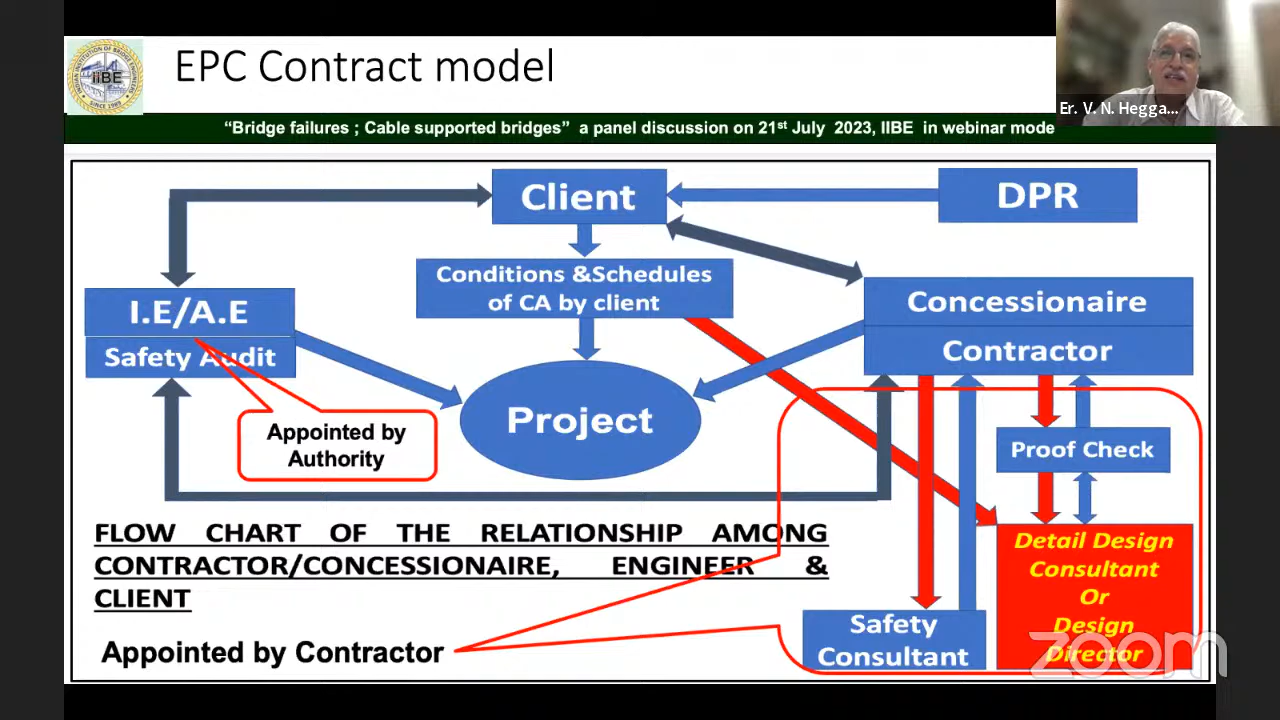 EPC Contract model
IiBE
Er. V. N. Hegga...
“Bridge failures ; Cable supported bridges” a panel discussion on 21st July 2023, IIBE in webinar mode
Client
DPR
Conditions &Schedules
of CA by client
I.E/A.E
Safety Audit
Concessionaire
Contractor
Project
Appointed by
Authority
Proof Check
FLOW CHART OF THE RELATIONSHIP AMONG
CONTRACTOR/CONCESSIONAIRE, ENGINEER &
CLIENT
Detail Design
Consultant
Or
Design
Director
Safety
Consultant
Appointed by Contractor
zoom